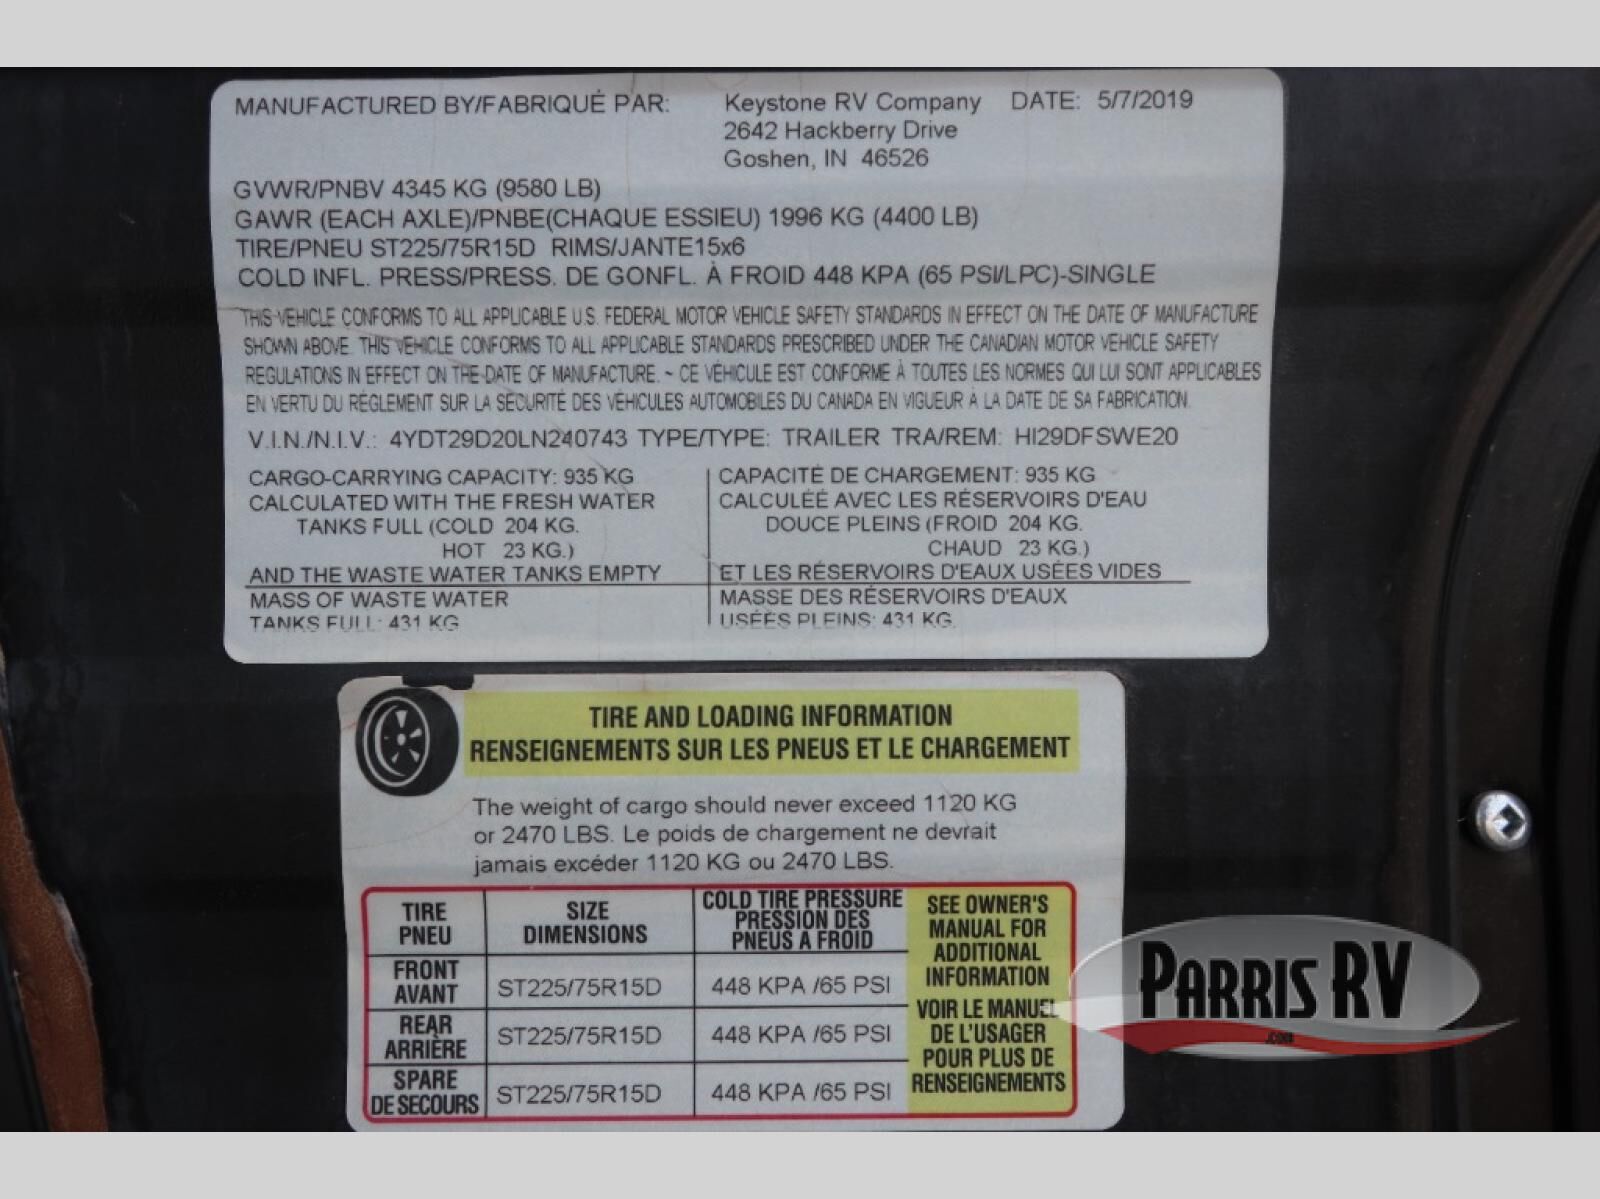 MANUFACTURED BY/FABRIQUÉ PAR: Keystone RV Company DATE: 5/7/2019
2642 Hackberry Drive
Goshen, IN 46526
GVWR/PNBV 4345 KG (9580 LB)
GAWR (EACH AXLE)/PNBE(CHAQUE ESSIEU) 1996 KG (4400 LB)
TIRE/PNEU ST225/75R15D RIMS/JANTE15x6
COLD INFL. PRESS/PRESS. DE GONFL. À FROID 448 KPA (65 PSI/LPC)-SINGLE
THIS VEHICLE CONFORMS TO ALL APPLICABLE U.S. FEDERAL MOTOR VEHICLE SAFETY STANDARDS IN EFFECT ON THE DATE OF MANUFACTURE
SHOWN ABOVE. THIS VEHICLE CONFORMS TO ALL APPLICABLE STANDARDS PRESCRIBED UNDER THE CANADIAN MOTOR VEHICLE SAFETY
REGULATIONS IN EFFECT ON THE DATE OF MANUFACTURE. ~ CE VÉHICULE EST CONFORME À TOUTES LES NORMES QUI LUI SONT APPLICABLES
EN VERTU DU RÈGLEMENT SUR LA SÉCURITÉ DES VÉHICULES AUTOMOBILES DU CANADA EN VIGUEUR À LA DATE DE SA FABRICATION.
V.I.N./N.I.V.: 4YDT29D20LN240743 TYPE/TYPE: TRAILER TRA/REM: HI29DFSWE20
CARGO-CARRYING CAPACITY: 935 KG
CALCULATED WITH THE FRESH WATER
TANKS FULL (COLD 204 KG.
HOT 23 KG.)
AND THE WASTE WATER TANKS EMPTY
MASS OF WASTE WATER
TANKS FULL: 431 KG
CAPACITÉ DE CHARGEMENT: 935 KG
CALCULÉÉ AVEC LES RÉSERVOIRS D'EAU
DOUCE PLEINS (FROID 204 KG.
CHAUD 23 KG.)
ET LES RÉSERVOIRS D'EAUX USÉES VIDES
MASSE DES RÉSERVOIRS D'EAUX
USÉES PLEINS: 431 KG.
TIRE AND LOADING INFORMATION
RENSEIGNEMENTS SUR LES PNEUS ET LE CHARGEMENT
The weight of cargo should never exceed 1120 KG
or 2470 LBS. Le poids de chargement ne devrait
jamais excéder 1120 KG ou 2470 LBS.
TIRE
PNEU
SIZE
DIMENSIONS
COLD TIRE PRESSURE
PRESSION DES
PNEUS A FROID
FRONT
AVANT
ST225/75R15D
448 KPA /65 PSI
REAR
ARRIÈRE
ST225/75R15D
448 KPA /65 PSI
SPARE
DE SECOURS
ST225/75R15D
448 KPA /65 PSI
SEE OWNER'S
MANUAL FOR
ADDITIONAL
INFORMATION
VOIR LE MANUEL
DE L'USAGER
POUR PLUS DE
RENSEIGNEMENTS
PARRIS RV
.COM